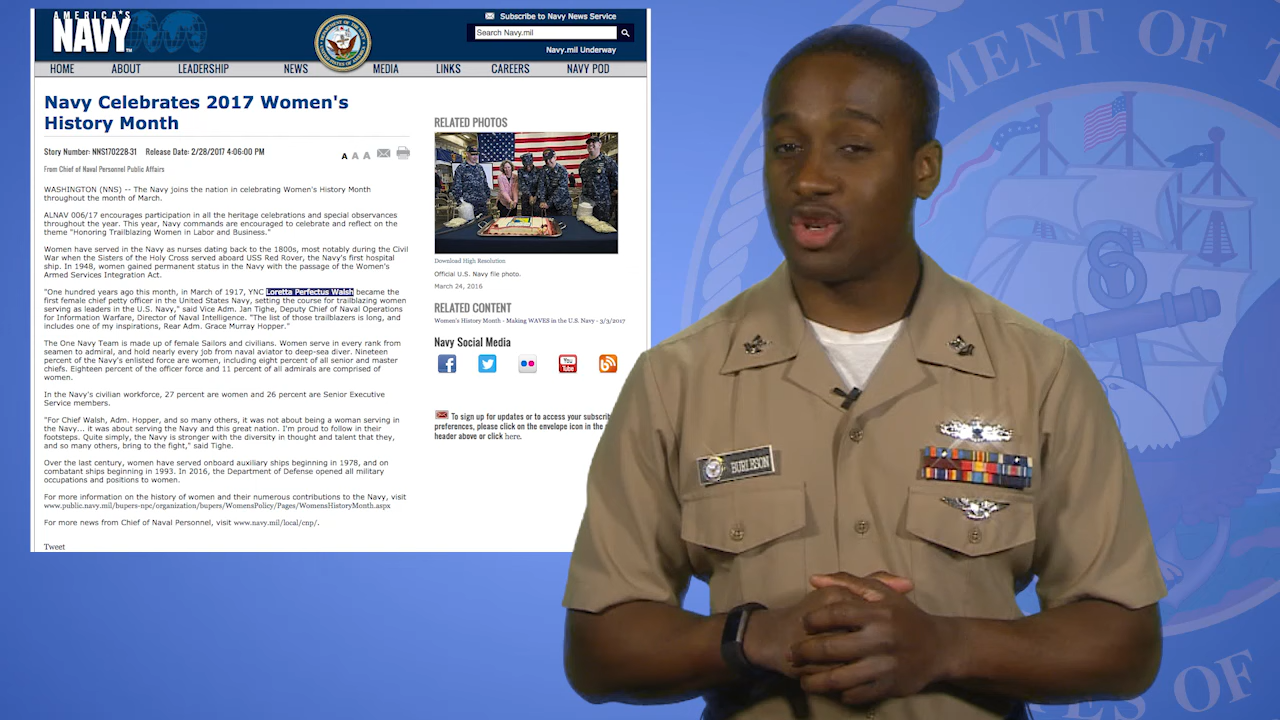 AMERICA'S
NAVY
Subscribe to Navy News Service
Search Navy.mil
Navy.mil Underway
HOME ABOUT LEADERSHIP NEWS MEDIA LINKS CAREERS NAVY POD
Navy Celebrates 2017 Women's
History Month
Story Number: NNS170228-31 Release Date: 2/28/2017 4:06:00 PM
A A A
From Chief of Naval Personnel Public Affairs
WASHINGTON (NNS) -- The Navy joins the nation in celebrating Women's History Month
throughout the month of March.
ALNAV 006/17 encourages participation in all the heritage celebrations and special observances
throughout the year. This year, Navy commands are encouraged to celebrate and reflect on the
theme "Honoring Trailblazing Women in Labor and Business."
Women have served in the Navy as nurses dating back to the 1800s, most notably during the Civil
War when the Sisters of the Holy Cross served aboard USS Red Rover, the Navy's first hospital
ship. In 1948, women gained permanent status in the Navy with the passage of the Women's
Armed Services Integration Act.
"One hundred years ago this month, in March of 1917, YNC Loretta Perfectus Walsh became the
first female chief petty officer in the United States Navy, setting the course for trailblazing women
serving as leaders in the U.S. Navy," said Vice Adm. Jan Tighe, Deputy Chief of Naval Operations
for Information Warfare, Director of Naval Intelligence. "The list of those trailblazers is long, and
includes one of my inspirations, Rear Adm. Grace Murray Hopper."
The One Navy Team is made up of female Sailors and civilians. Women serve in every rank from
seamen to admiral, and hold nearly every job from naval aviator to deep-sea diver. Nineteen
percent of the Navy's enlisted force are women, including eight percent of all senior and master
chiefs. Eighteen percent of the officer force and 11 percent of all admirals are comprised of
women.
In the Navy's civilian workforce, 27 percent are women and 26 percent are Senior Executive
Service members.
"For Chief Walsh, Adm. Hopper, and so many others, it was not about being a woman serving in
the Navy... it was about serving the Navy and this great nation. I'm proud to follow in their
footsteps. Quite simply, the Navy is stronger with the diversity in thought and talent that they,
and so many others, bring to the fight," said Tighe.
Over the last century, women have served onboard auxiliary ships beginning in 1978, and on
combatant ships beginning in 1993. In 2016, the Department of Defense opened all military
occupations and positions to women.
For more information on the history of women and their numerous contributions to the Navy, visit
www.public.navy.mil/bupers-npc/organization/bupers/WomensPolicy/Pages/WomensHistoryMonth.aspx
For more news from Chief of Naval Personnel, visit www.navy.mil/local/cnp/.
Tweet
RELATED PHOTOS
Download High Resolution
Official U.S. Navy file photo.
March 24, 2016
RELATED CONTENT
Women's History Month - Making WAVES in the U.S. Navy - 3/3/2017
Navy Social Media
You
Tube
To sign up for updates or to access your subscrib
preferences, please click on the envelope icon in the
header above or click here.
BURLESON
MENT OF T
TES OF